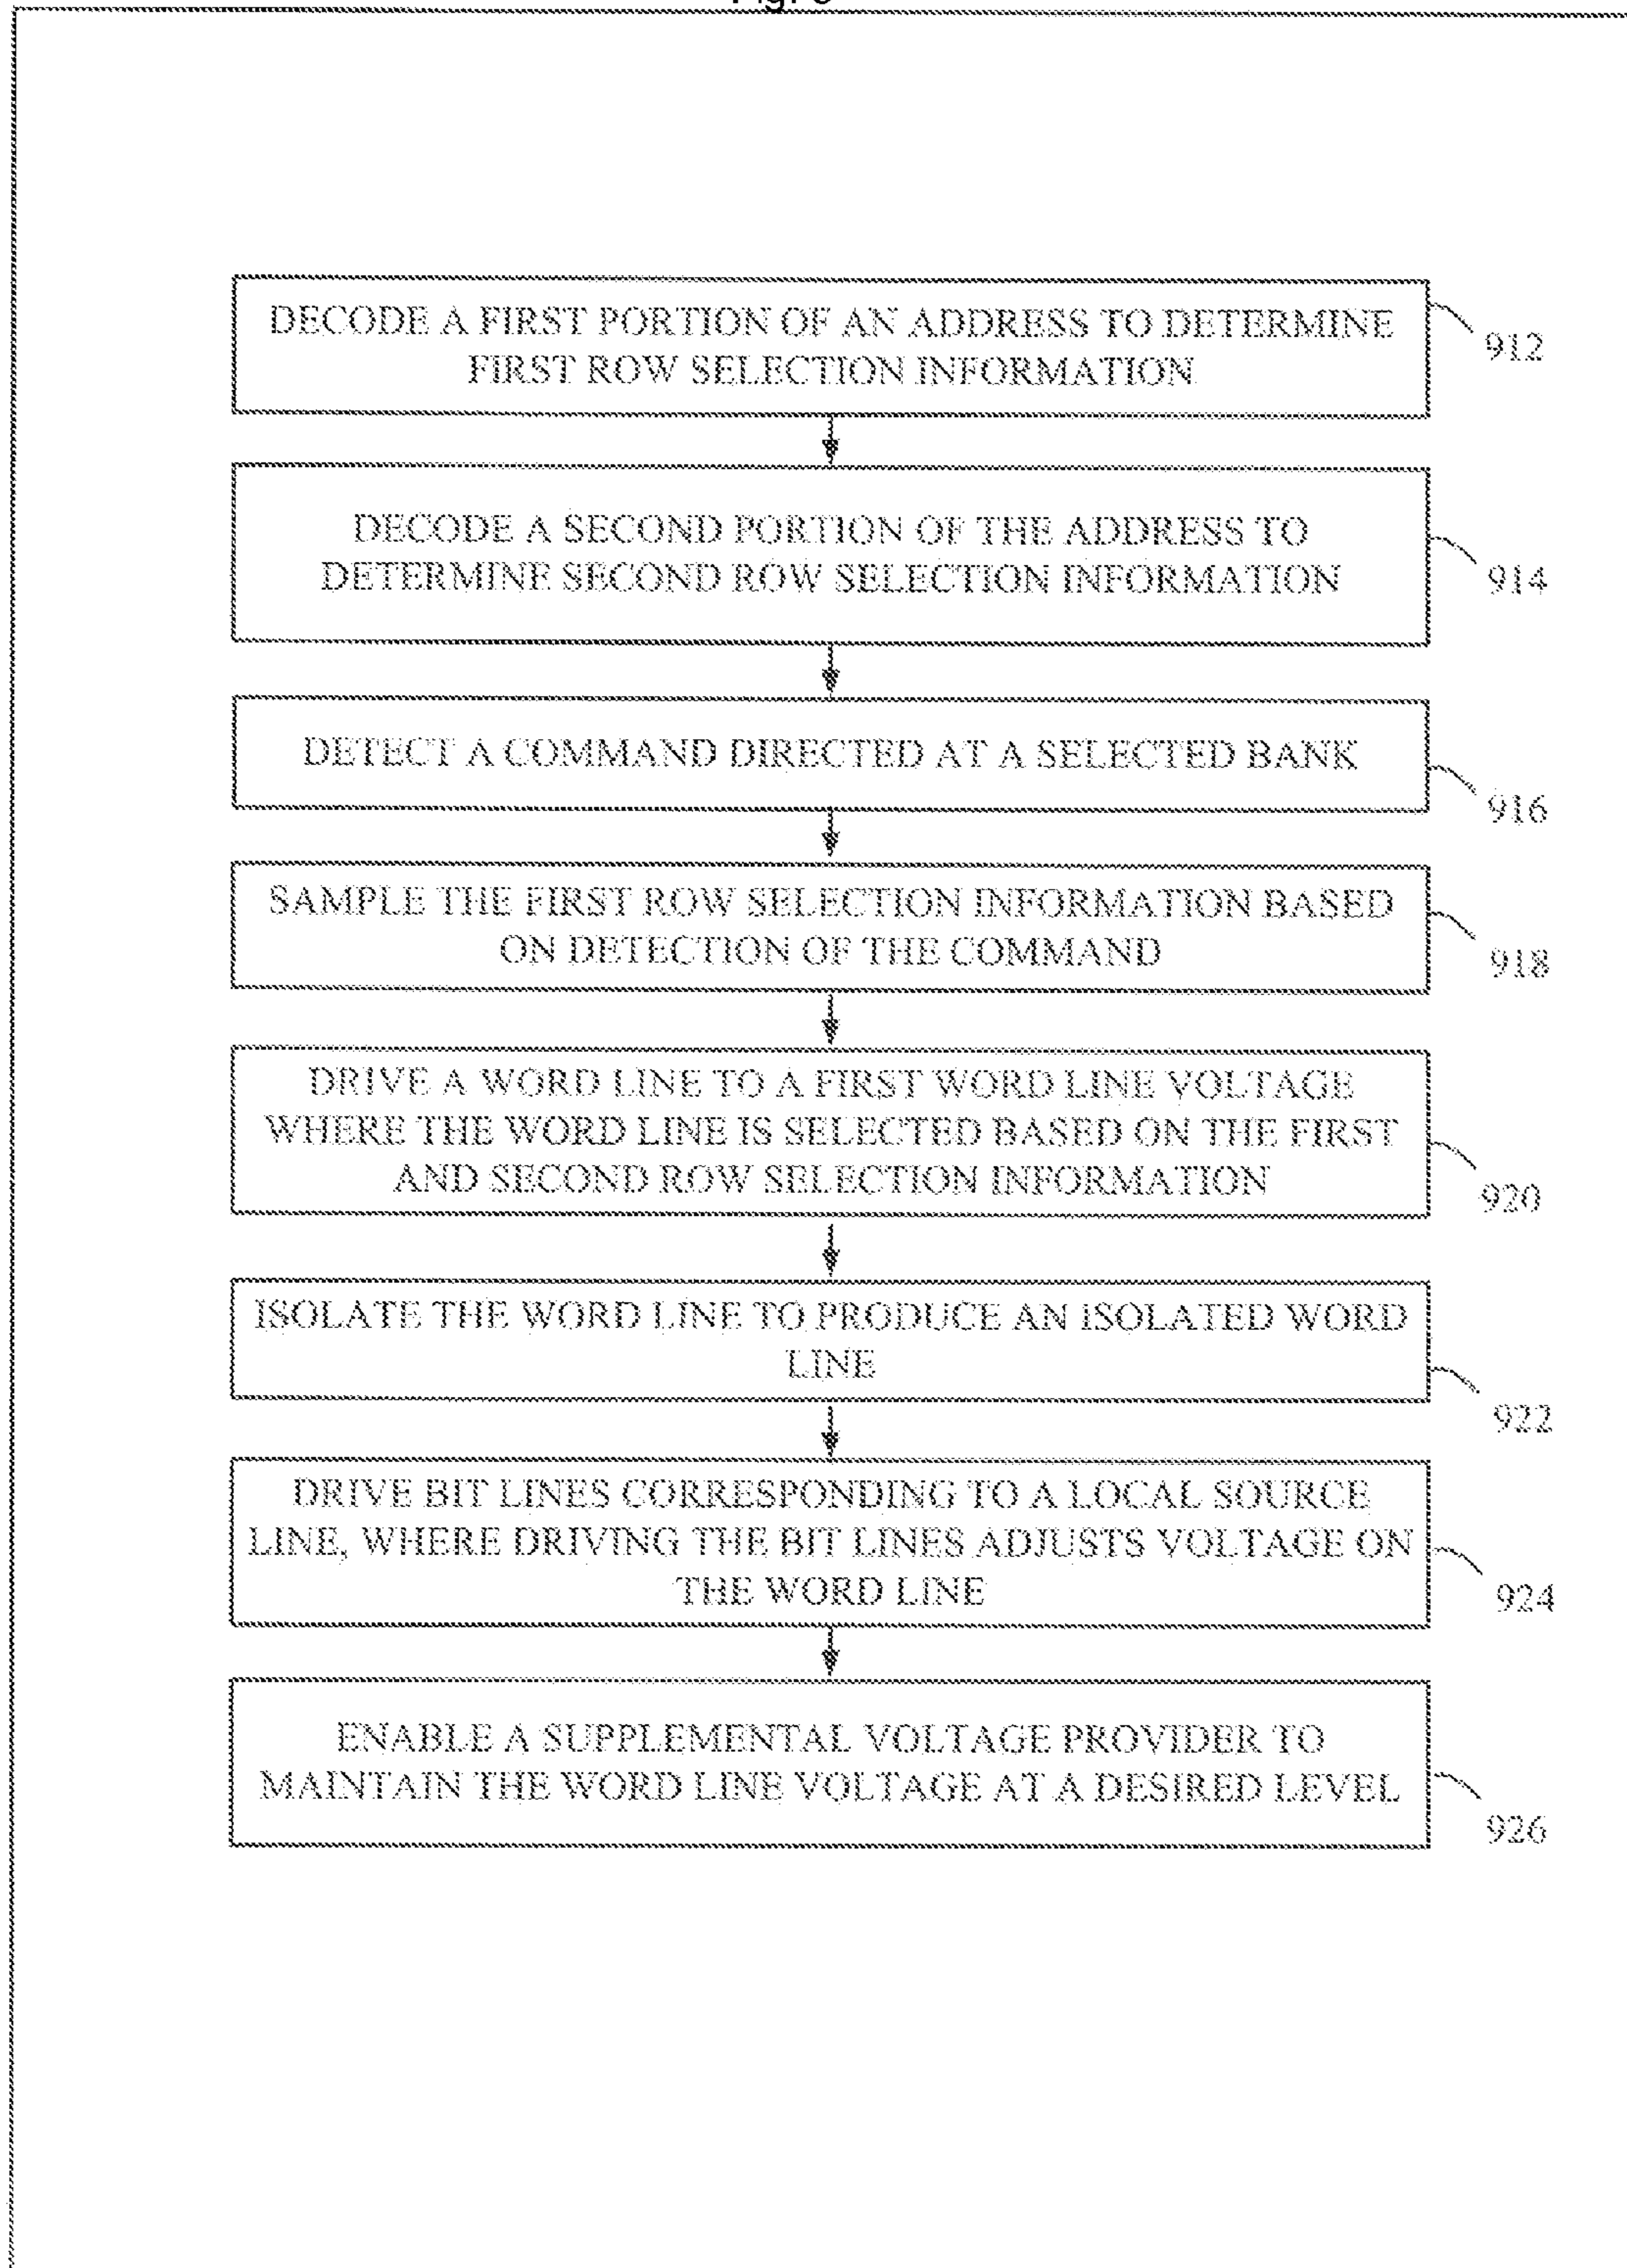 DECODE A FIRST PORTION OF AN ADDRESS TO DETERMINE
FIRST ROW SELECTION INFORMATION
912
DECODE A SECOND PORTION OF THE ADDRESS TO
DETERMINE SECOND ROW SELECTION INFORMATION
914
DETECT A COMMAND DIRECTED AT A SELECTED BANK
916
SAMPLE THE FIRST ROW SELECTION INFORMATION BASED
ON DETECTION OF THE COMMAND
918
DRIVE A WORD LINE TO A FIRST WORD LINE VOLTAGE
WHERE THE WORD LINE IS SELECTED BASED ON THE FIRST
AND SECOND ROW SELECTION INFORMATION
920
ISOLATE THE WORD LINE TO PRODUCE AN ISOLATED WORD
LINE
922
DRIVE BIT LINES CORRESPONDING TO A LOCAL SOURCE
LINE, WHERE DRIVING THE BIT LINES ADJUSTS VOLTAGE ON
THE WORD LINE
924
ENABLE A SUPPLEMENTAL VOLTAGE PROVIDER TO
MAINTAIN THE WORD LINE VOLTAGE AT A DESIRED LEVEL
926